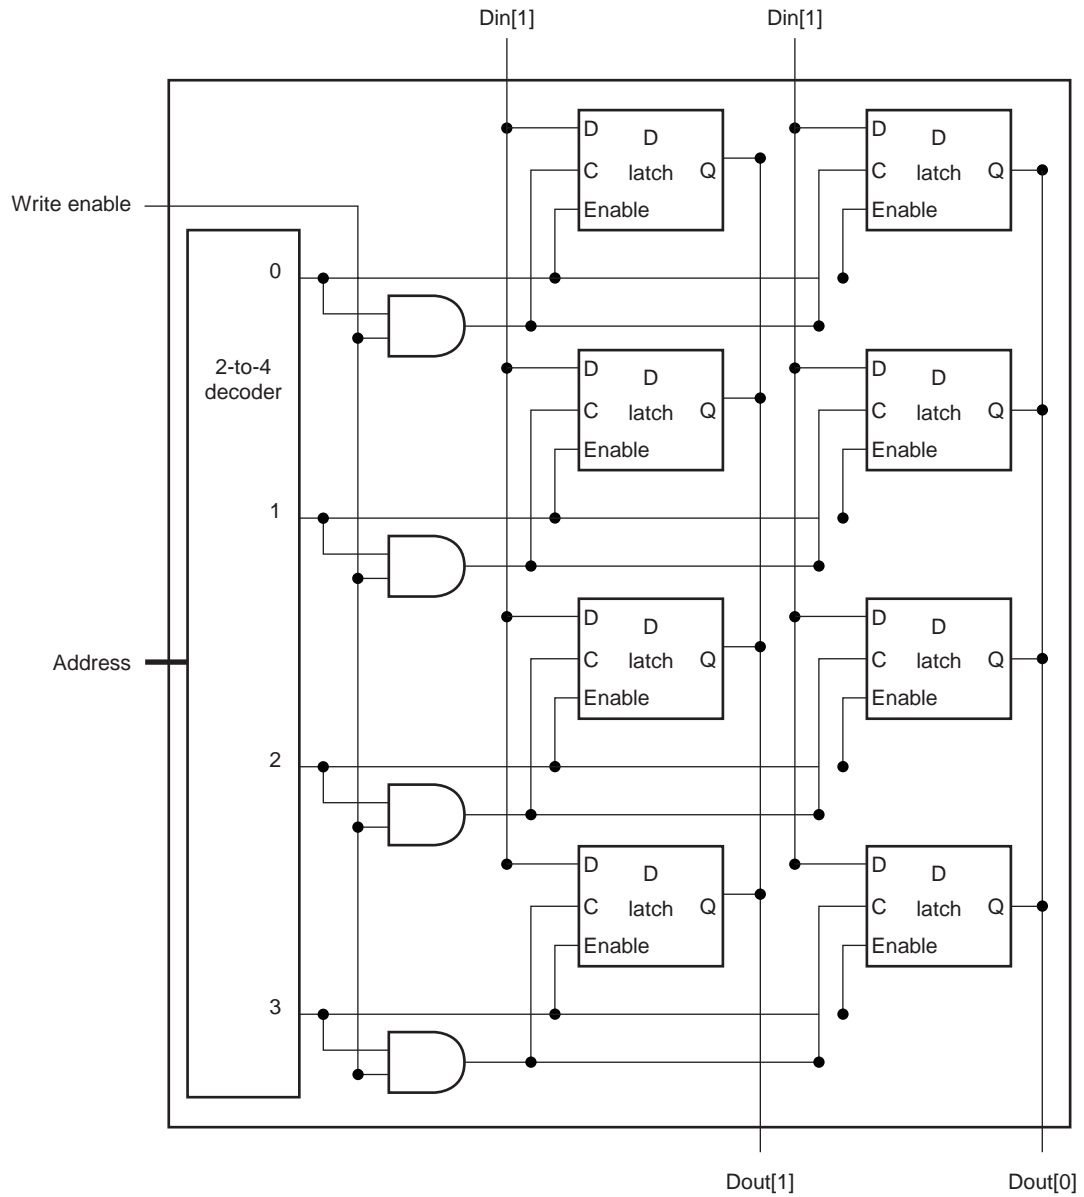 Din[1] Din[1]
D D D D
C latch Q C latch Q
Write enable
Enable Enable
0
2-to-4
decoder
D D D D
C latch Q C latch Q
Enable Enable
1
D D D D
Address
C latch Q C latch Q
Enable Enable
2
D D D D
C latch Q C latch Q
Enable Enable
3
Dout[1] Dout[0]